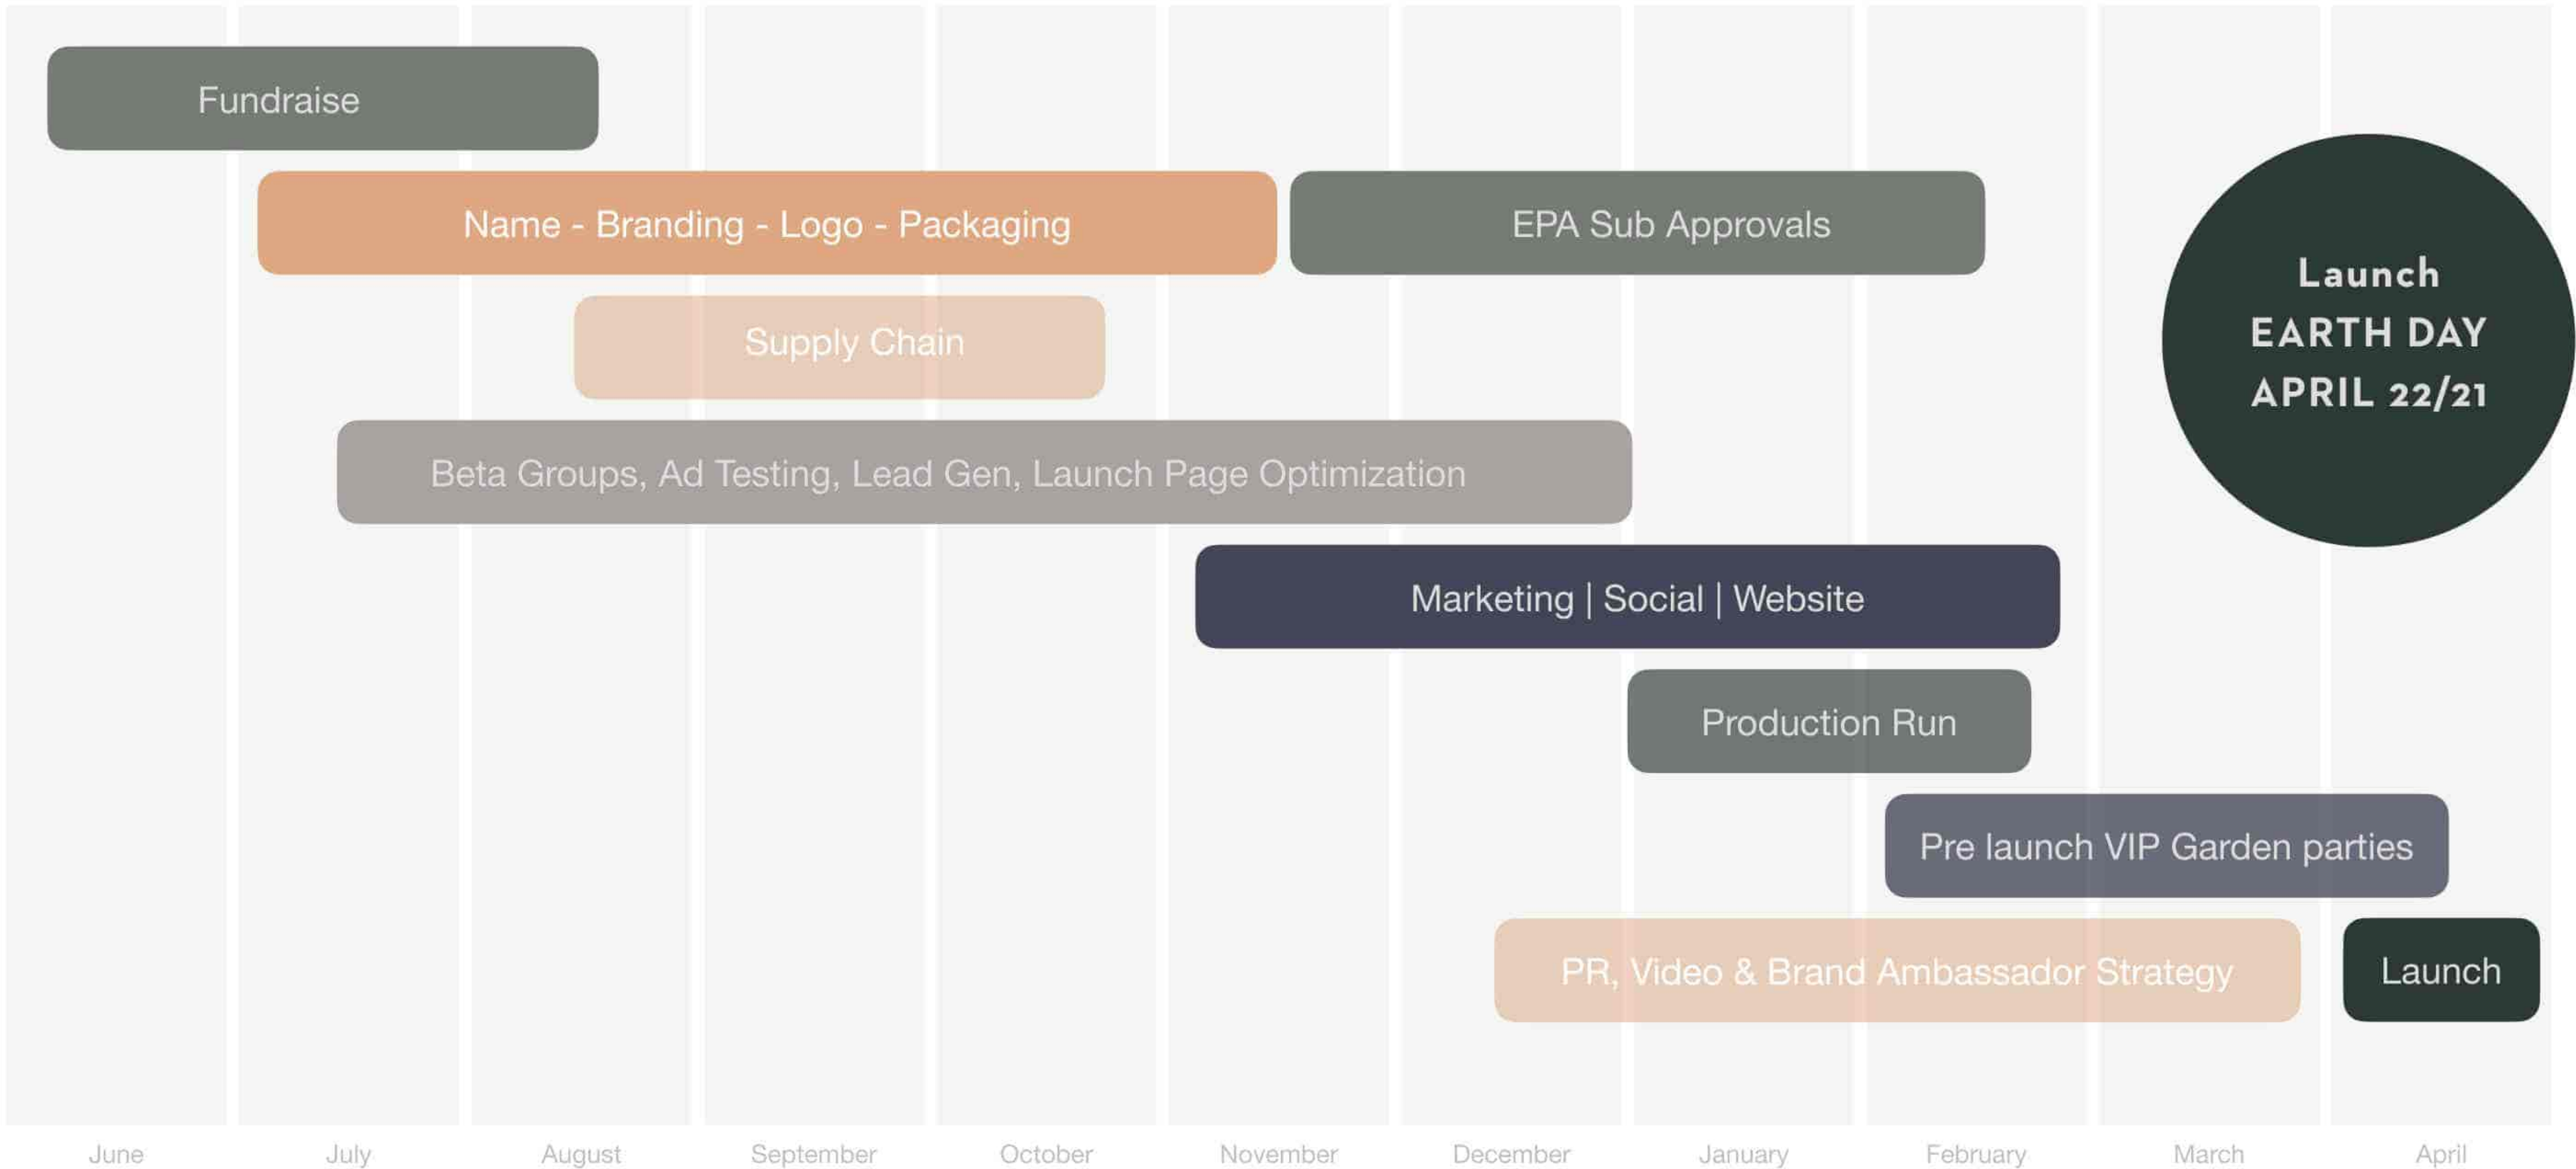 Fundraise
Name - Branding - Logo - Packaging
EPA Sub Approvals
Launch
EARTH DAY
APRIL 22/21
Supply Chain
Beta Groups, Ad Testing, Lead Gen, Launch Page Optimization
Marketing | Social | Website
Production Run
Pre launch VIP Garden parties
PR, Video & Brand Ambassador Strategy
Launch
June
July
August
September
October
November
December
January
February
March
April